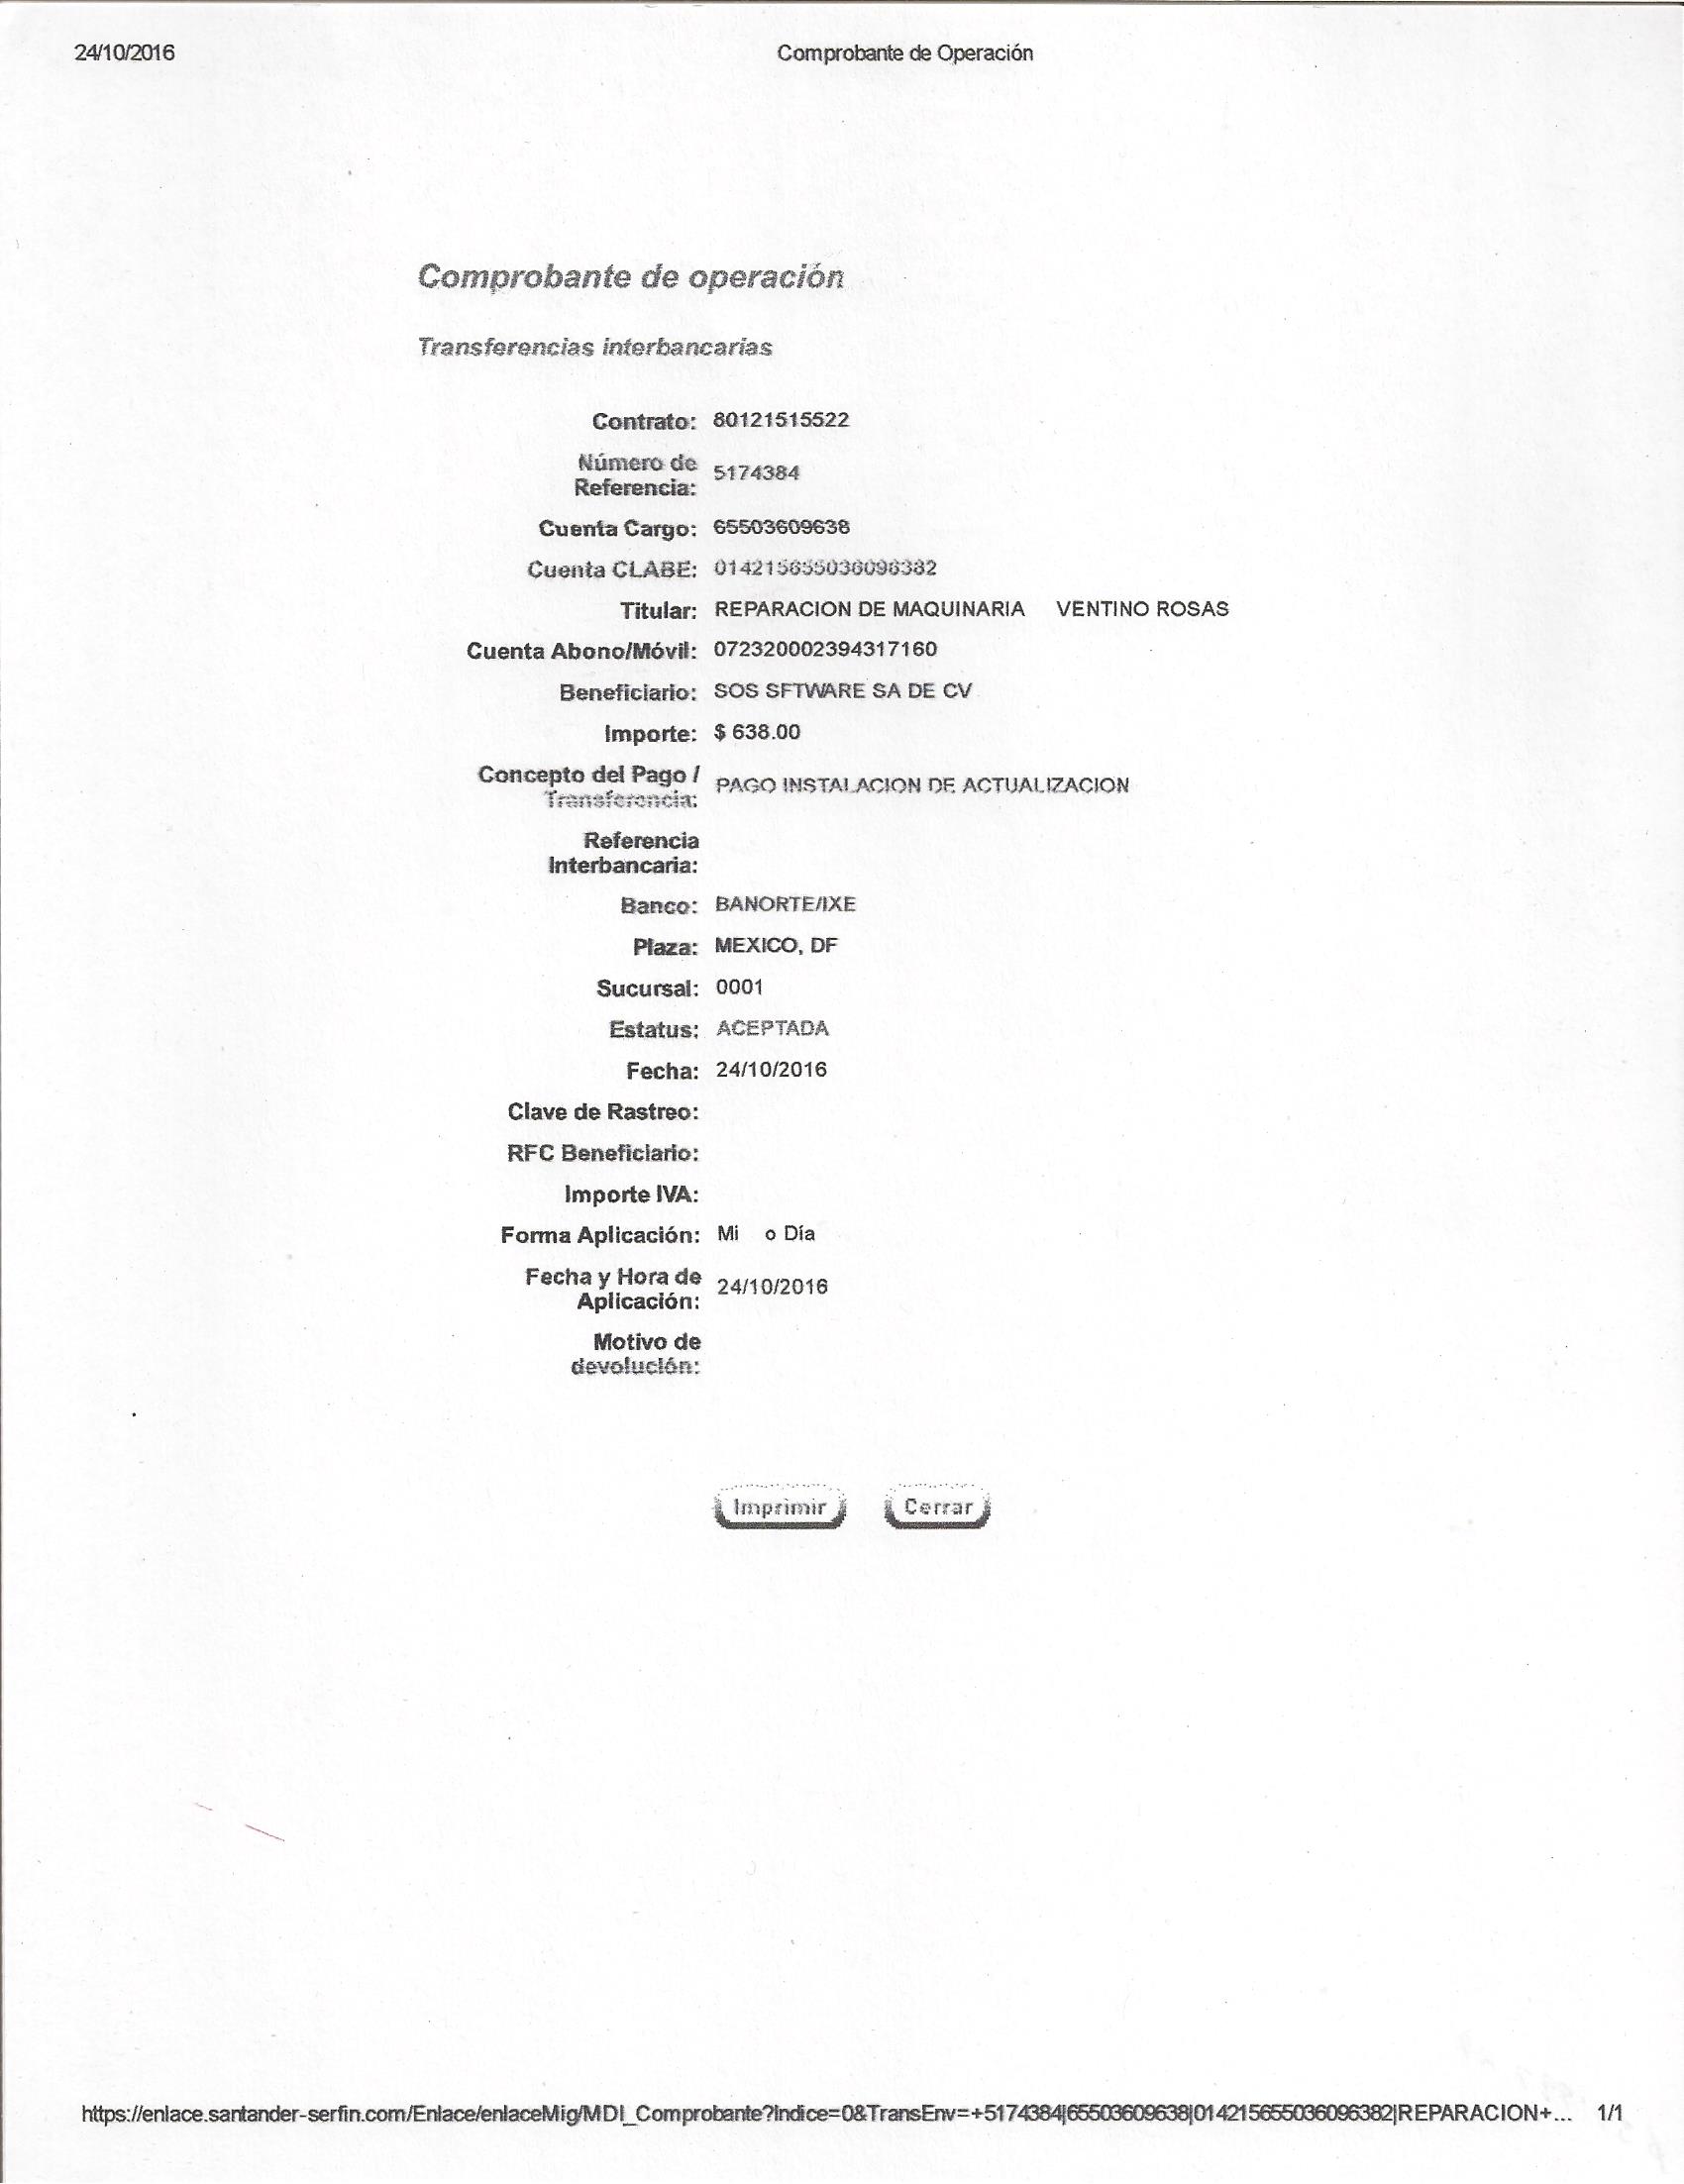 24/10/2016 Comprobante de Operación
Comprobante de operación
Transferencias interbancarias
Contrato: 80121515522
Número de
Referencia: 5174384
Cuenta Cargo: 65503609638
Cuenta CLABE: 014215655036096382
Titular: REPARACION DE MAQUINARIA VENTINO ROSAS
Cuenta Abono/Móvil: 072320002394317160
Beneficiario: SOS SFTWARE SA DE CV
Importe: $ 638.00
Concepto del Pago /
Transferencia: PAGO INSTALACION DE ACTUALIZACION
Referencia
Interbancaria:
Banco: BANORTE/IXE
Plaza: MEXICO, DF
Sucursal: 0001
Estatus: ACEPTADA
Fecha: 24/10/2016
Clave de Rastreo:
RFC Beneficiario:
Importe IVA:
Forma Aplicación: Mi o Día
Fecha y Hora de
Aplicación: 24/10/2016
Motivo de
devolución:
Imprimir Cerrar
https://enlace.santander-serfin.com/Enlace/enlaceMig/MDI_Comprobante?Indice=0&TransEnv=+5174384|65503609638|014215655036096382|REPARACION+... 1/1